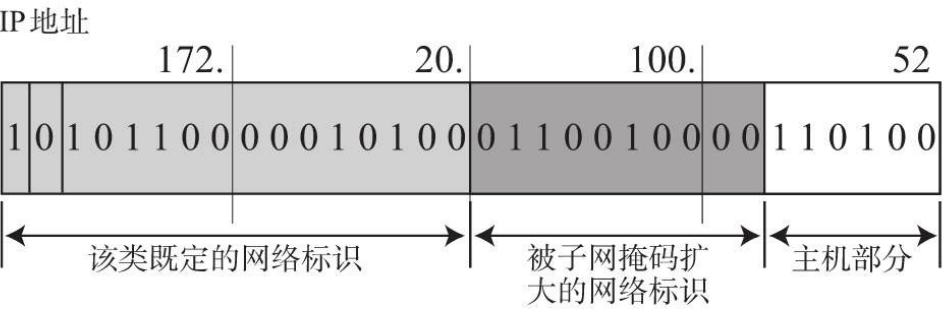 IP地址
172. 20. 100. 52
1 0 1 0 1 1 0 0 0 0 0 1 0 1 0 0 0 1 1 0 0 1 0 0 0 0 1 1 0 1 0 0
该类既定的网络标识 被子网掩码扩 主机部分
大的网络标识